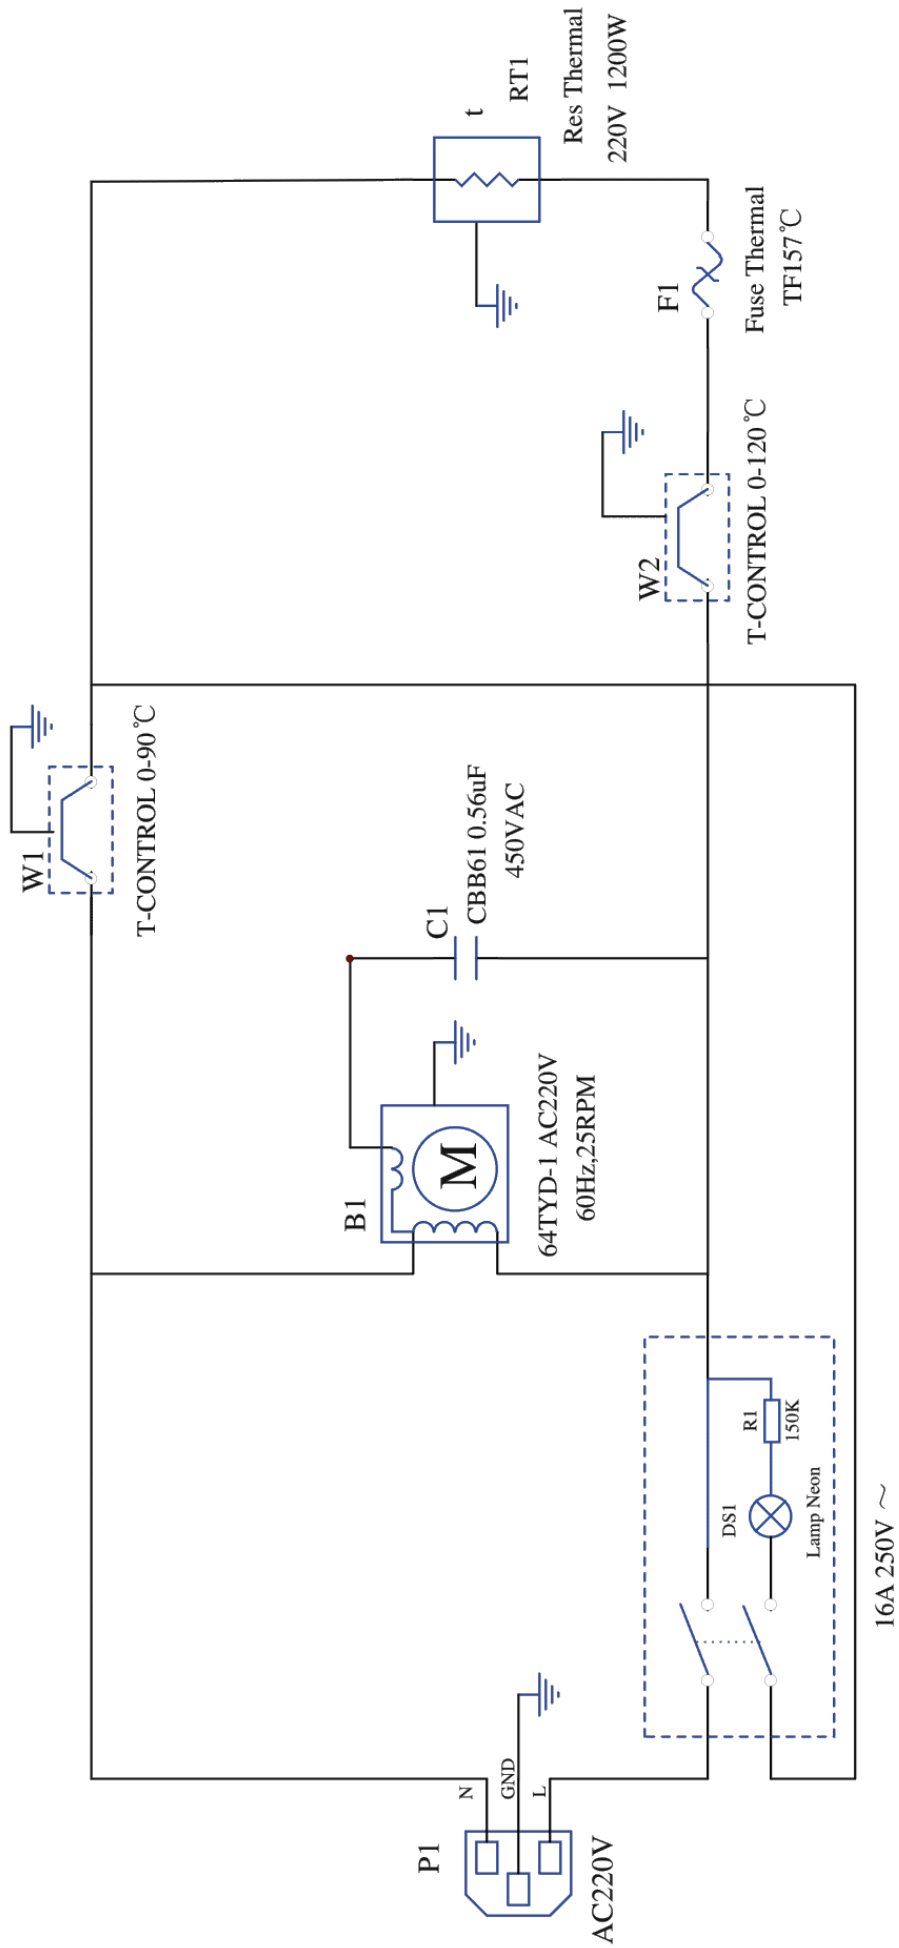 P1
AC220V
N
GND
L
16A 250V ～
DS1
Lamp Neon
R1
150K
B1
M
64TYD-1 AC220V
60Hz,25RPM
C1
CBB61 0.56uF
450VAC
W1
T-CONTROL 0-90℃
W2
T-CONTROL 0-120℃
F1
Fuse Thermal
TF157℃
t
RT1
Res Thermal
220V 1200W